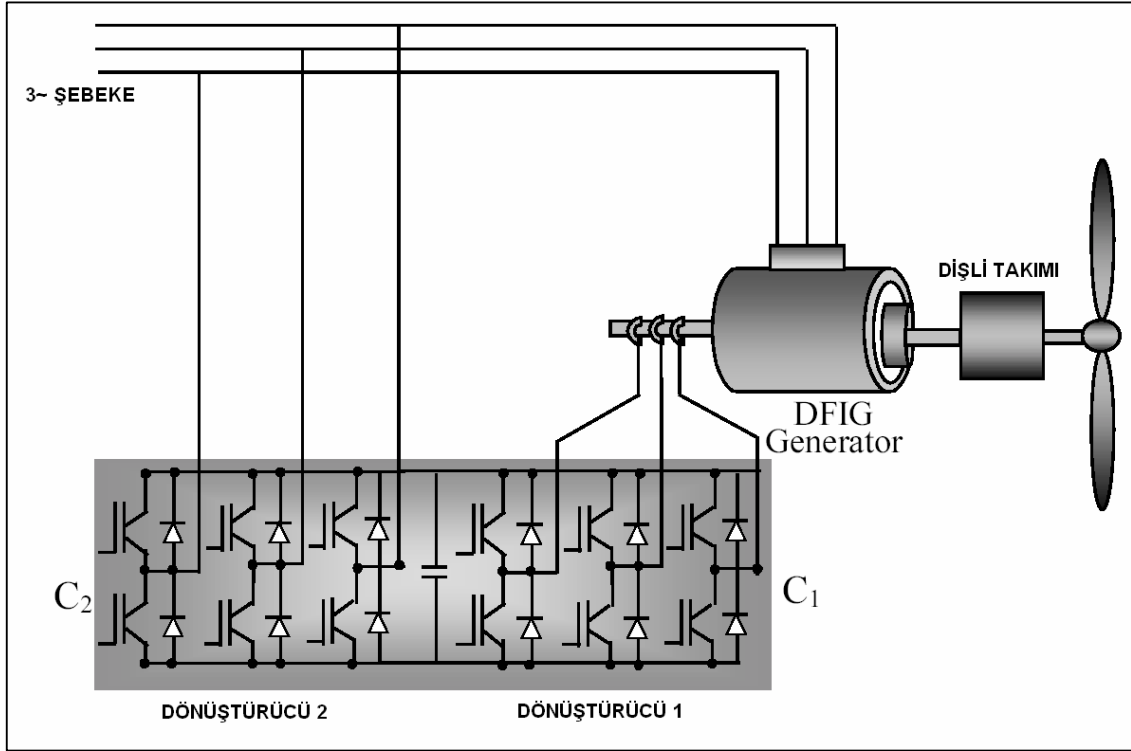 3~ ŞEBEKE
DİŞLİ TAKIMI
DFIG
Generator
C2
C1
DÖNÜŞTÜRÜCÜ 2
DÖNÜŞTÜRÜCÜ 1